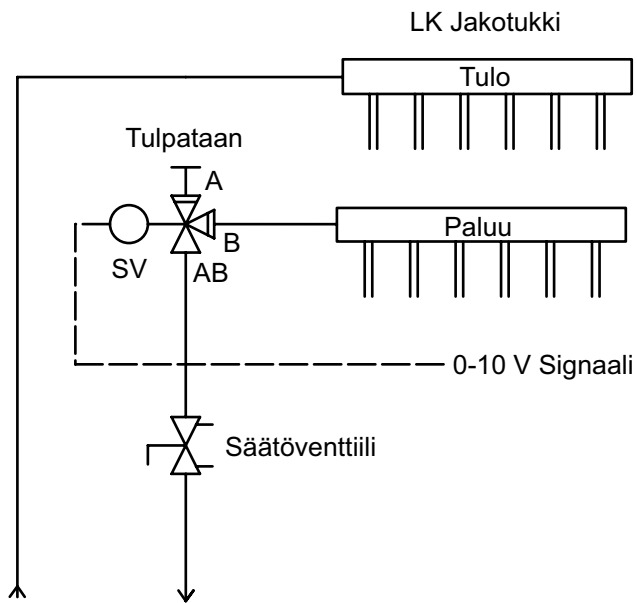 LK Jakotukki
Tulo
Tulpataan
A
B
Paluu
SV
AB
0-10 V Signaali
Säätöventtiili